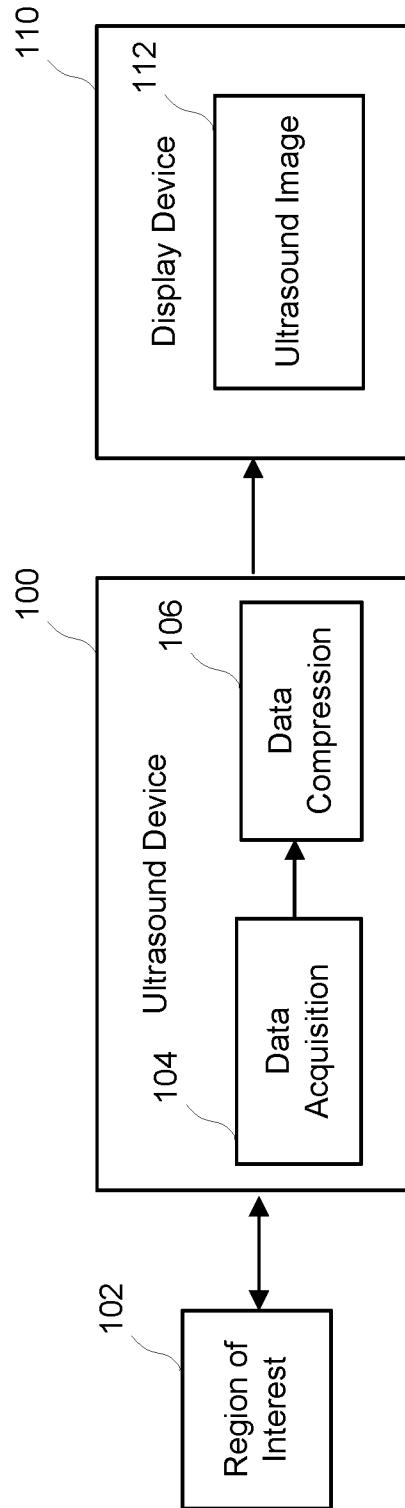 102
Region of
Interest
100
Ultrasound Device
104
Data
Acquisition
106
Data
Compression
110
Display Device
112
Ultrasound Image